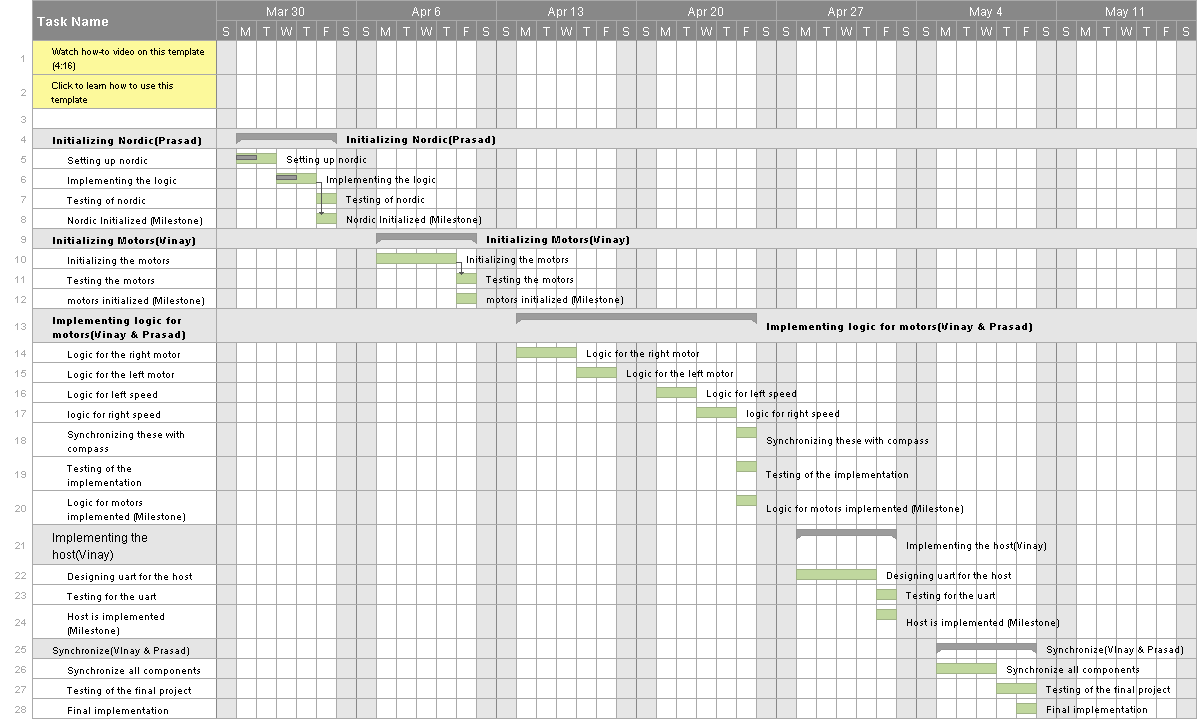 Task Name
Mar 30 Apr 6 Apr 13 Apr 20 Apr 27 May 4 May 11
S M T W T F S S M T W T F S S M T W T F S S M T W T F S S M T W T F S S M T W T F S S M T W T F S
1 Watch how-to video on this template
(4:16)
2 Click to learn how to use this
template
3
4 Initializing Nordic(Prasad) Initializing Nordic(Prasad)
5 Setting up nordic Setting up nordic
6 Implementing the logic Implementing the logic
7 Testing of nordic Testing of nordic
8 Nordic Initialized (Milestone) Nordic Initialized (Milestone)
9 Initializing Motors(Vinay) Initializing Motors(Vinay)
10 Initializing the motors Initializing the motors
11 Testing the motors Testing the motors
12 motors initialized (Milestone) motors initialized (Milestone)
13 Implementing logic for
motors(Vinay & Prasad) Implementing logic for motors(Vinay & Prasad)
14 Logic for the right motor Logic for the right motor
15 Logic for the left motor Logic for the left motor
16 Logic for left speed Logic for left speed
17 logic for right speed logic for right speed
18 Synchronizing these with
compass Synchronizing these with compass
19 Testing of the
implementation Testing of the implementation
20 Logic for motors
implemented (Milestone) Logic for motors implemented (Milestone)
21 Implementing the
host(Vinay) Implementing the host(Vinay)
22 Designing uart for the host Designing uart for the host
23 Testing for the uart Testing for the uart
24 Host is implemented
(Milestone) Host is implemented (Milestone)
25 Synchronize(VInay & Prasad) Synchronize(VInay & Prasad)
26 Synchronize all components Synchronize all components
27 Testing of the final project Testing of the final project
28 Final implementation Final implementation